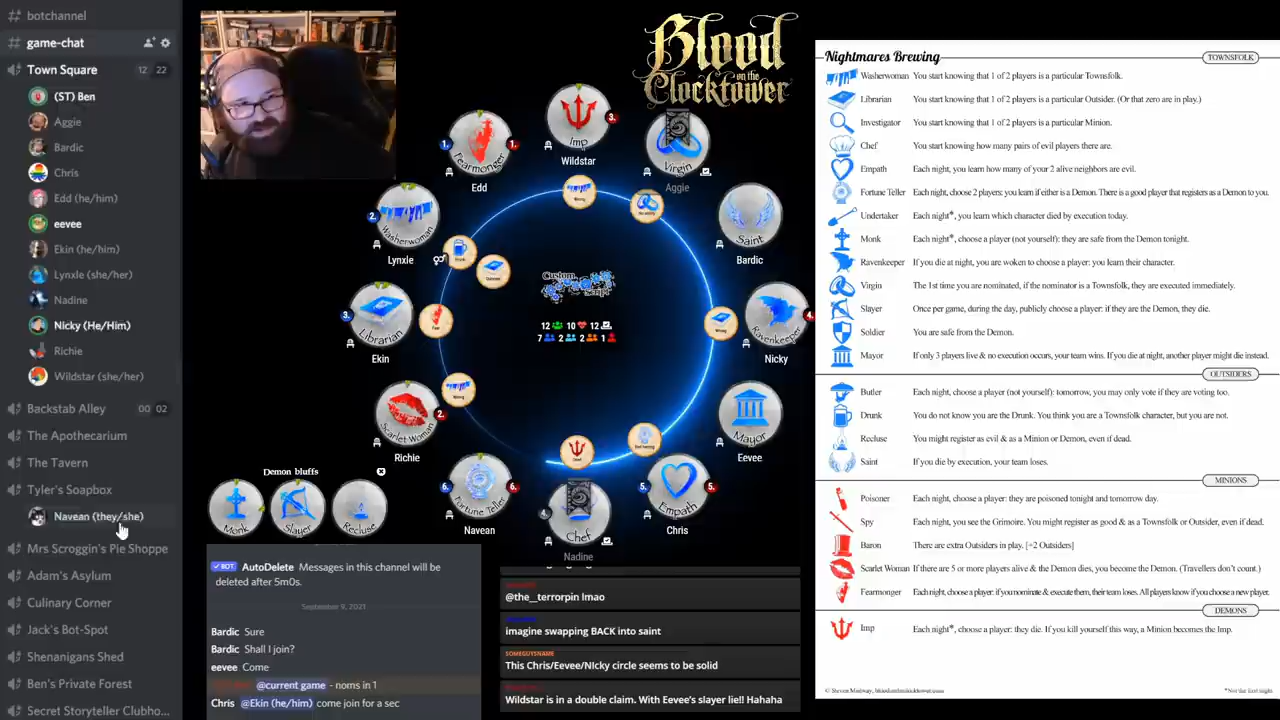 botchannel
game-chat
Town Square 12 22
(ST) Ben
Aggie
Bardic
Chris
Edd (he/him)
eevee
Ekin (he/him)
Lynxle (she/her)
Nadine
Nicky (He/Him)
Richie
Wildstar (she/her)
Backstab Alley 00 02
The Apothecarium
The Tavern
Tyler's Soapbox
Navean (they/she)
Mrs Scroggin's Pie Shoppe
Adam's Asylum
Culinary Corner
Jack's Spot
Shenanigans Shed
Ben's Private Forest
Secret Storyteller Clubho...
Blood
on the
Clocktower
Fearmonger
1. 1.
Edd
Imp
3.
Wildstar
Virgin
Aggie
Saint
Bardic
Ravenkeeper
4.
Nicky
Mayor
Eevee
Empath
5. 5.
Chris
Chef
Nadine
Fortune Teller
6. 6.
Navean
Scarlet Woman
2.
Richie
Librarian
3.
Ekin
Washerwoman
2.
Lynxle
Wrong
Drunk
Outsider
Fear
Wrong
Dead
Red herring
Wrong
Custom
Script
12 10 12
7 2 2 1
Demon bluffs
Monk
Slayer
Recluse
BOT AutoDelete Messages in this channel will be
deleted after 5m0s.
September 9, 2021
Bardic Sure
Bardic Shall I join?
eevee Come
@current game - noms in 1
Chris @Ekin (he/him) come join for a sec
@the__terrorpin lmao
imagine swapping BACK into saint
SOMEGUYSNAME
This Chris/Eevee/NIcky circle seems to be solid
Wildstar is in a double claim. With Eevee's slayer lie!! Hahaha
Nightmares Brewing
TOWNSFOLK
Washerwoman You start knowing that 1 of 2 players is a particular Townsfolk.
Librarian You start knowing that 1 of 2 players is a particular Outsider. (Or that zero are in play.)
Investigator You start knowing that 1 of 2 players is a particular Minion.
Chef You start knowing how many pairs of evil players there are.
Empath Each night, you learn how many of your 2 alive neighbors are evil.
Fortune Teller Each night, choose 2 players: you learn if either is a Demon. There is a good player that registers as a Demon to you.
Undertaker Each night*, you learn which character died by execution today.
Monk Each night*, choose a player (not yourself): they are safe from the Demon tonight.
Ravenkeeper If you die at night, you are woken to choose a player: you learn their character.
Virgin The 1st time you are nominated, if the nominator is a Townsfolk, they are executed immediately.
Slayer Once per game, during the day, publicly choose a player: if they are the Demon, they die.
Soldier You are safe from the Demon.
Mayor If only 3 players live & no execution occurs, your team wins. If you die at night, another player might die instead.
OUTSIDERS
Butler Each night, choose a player (not yourself): tomorrow, you may only vote if they are voting too.
Drunk You do not know you are the Drunk. You think you are a Townsfolk character, but you are not.
Recluse You might register as evil & as a Minion or Demon, even if dead.
Saint If you die by execution, your team loses.
MINIONS
Poisoner Each night, choose a player: they are poisoned tonight and tomorrow day.
Spy Each night, you see the Grimoire. You might register as good & as a Townsfolk or Outsider, even if dead.
Baron There are extra Outsiders in play. [+2 Outsiders]
Scarlet Woman If there are 5 or more players alive & the Demon dies, you become the Demon. (Travellers don't count.)
Fearmonger Each night, choose a player: if you nominate & execute them, their team loses. All players know if you choose a new player.
DEMONS
Imp Each night*, choose a player: they die. If you kill yourself this way, a Minion becomes the Imp.
© Steven Medway, bloodontheclocktower.com
*Not the first night